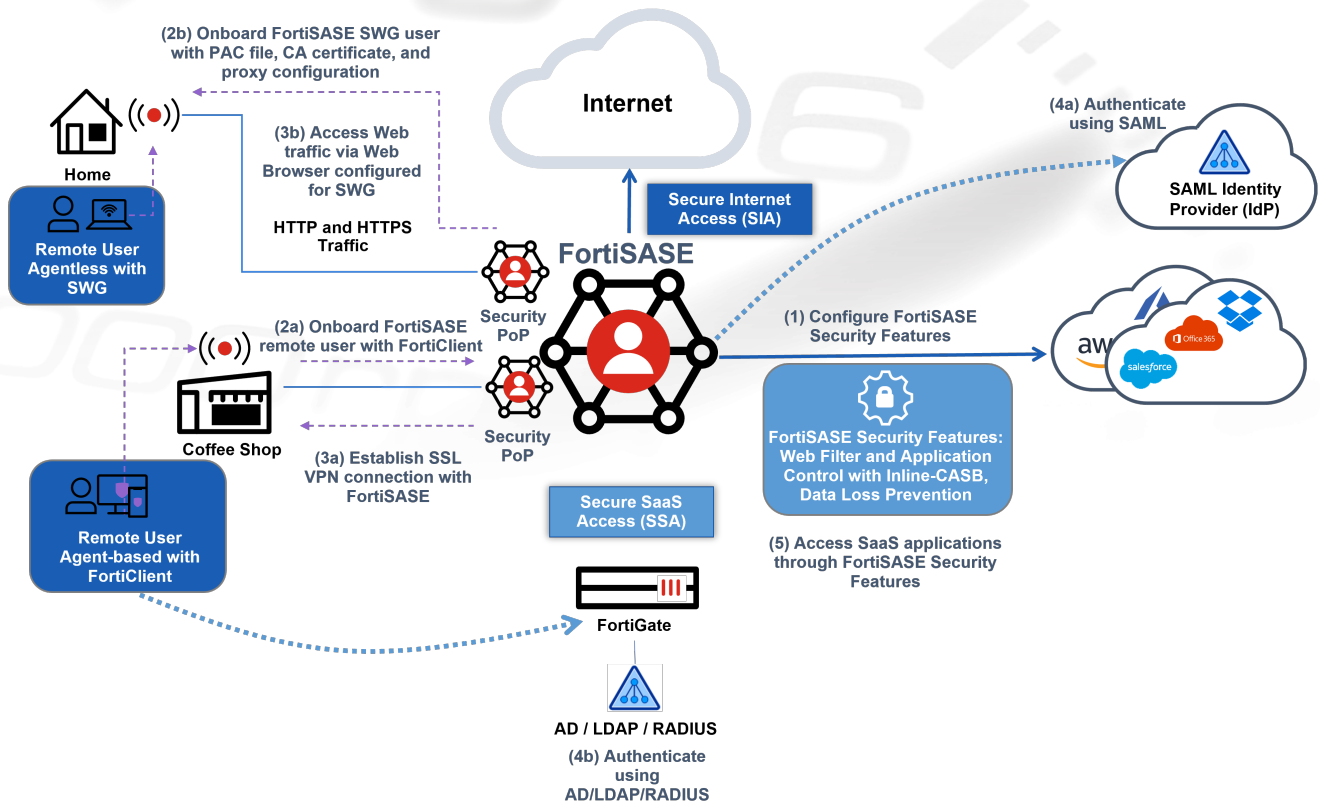 (2b) Onboard FortiSASE SWG user
with PAC file, CA certificate, and
proxy configuration
Internet
(4a) Authenticate
using SAML
SAML Identity
Provider (IdP)
Home
(3b) Access Web
traffic via Web
Browser configured
for SWG
HTTP and HTTPS
Traffic
Remote User
Agentless with
SWG
Secure Internet
Access (SIA)
FortiSASE
Security
PoP
(2a) Onboard FortiSASE
remote user with FortiClient
(1) Configure FortiSASE
Security Features
aw
Office 365
salesforce
Coffee Shop
Security
PoP
(3a) Establish SSL
VPN connection with
FortiSASE
FortiSASE Security Features:
Web Filter and Application
Control with Inline-CASB,
Data Loss Prevention
Secure SaaS
Access (SSA)
Remote User
Agent-based with
FortiClient
(5) Access SaaS applications
through FortiSASE Security
Features
FortiGate
AD / LDAP / RADIUS
(4b) Authenticate
using
AD/LDAP/RADIUS